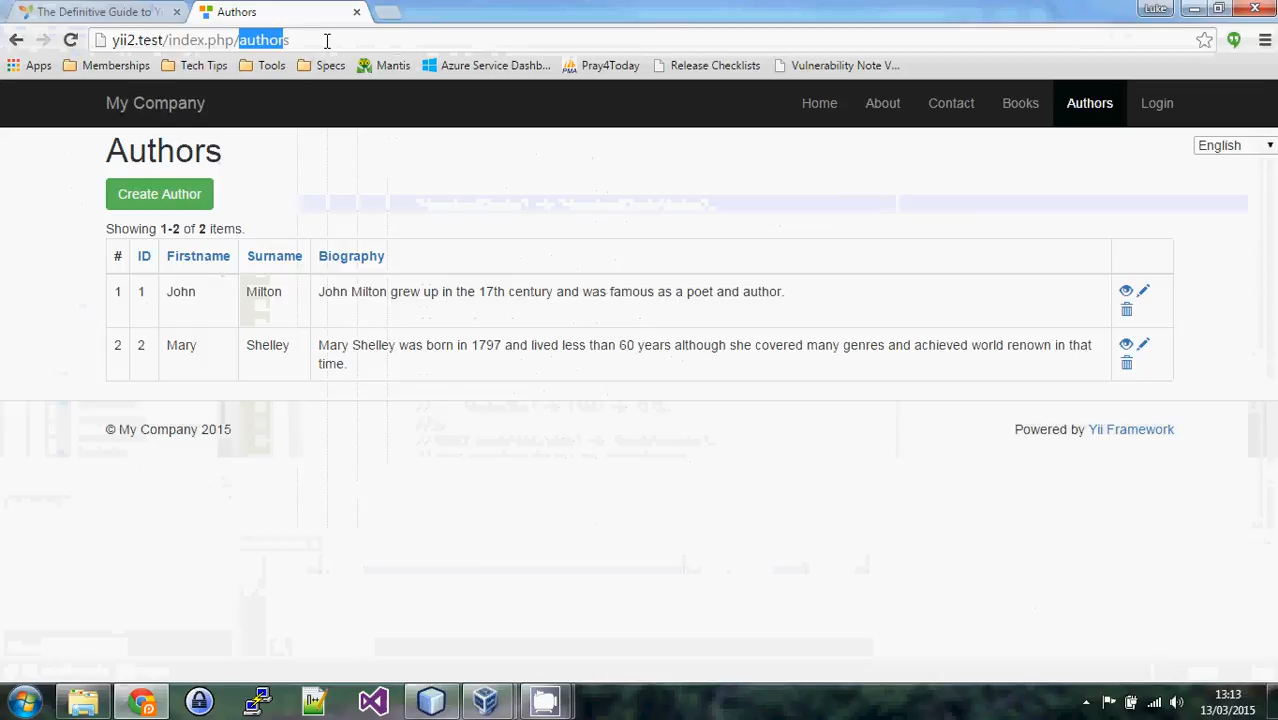 The Definitive Guide to Y
Authors
Luke
yii2.test/index.php/authors
Apps
Memberships
Tech Tips
Tools
Specs
Mantis
Azure Service Dashb...
Pray4Today
Release Checklists
Vulnerability Note V...
My Company
Home
About
Contact
Books
Authors
Login
Authors
English
Create Author
Showing 1-2 of 2 items.
# ID Firstname Surname Biography
1 1 John Milton John Milton grew up in the 17th century and was famous as a poet and author.
2 2 Mary Shelley Mary Shelley was born in 1797 and lived less than 60 years although she covered many genres and achieved world renown in that
time.
© My Company 2015
Powered by Yii Framework
13:13
13/03/2015